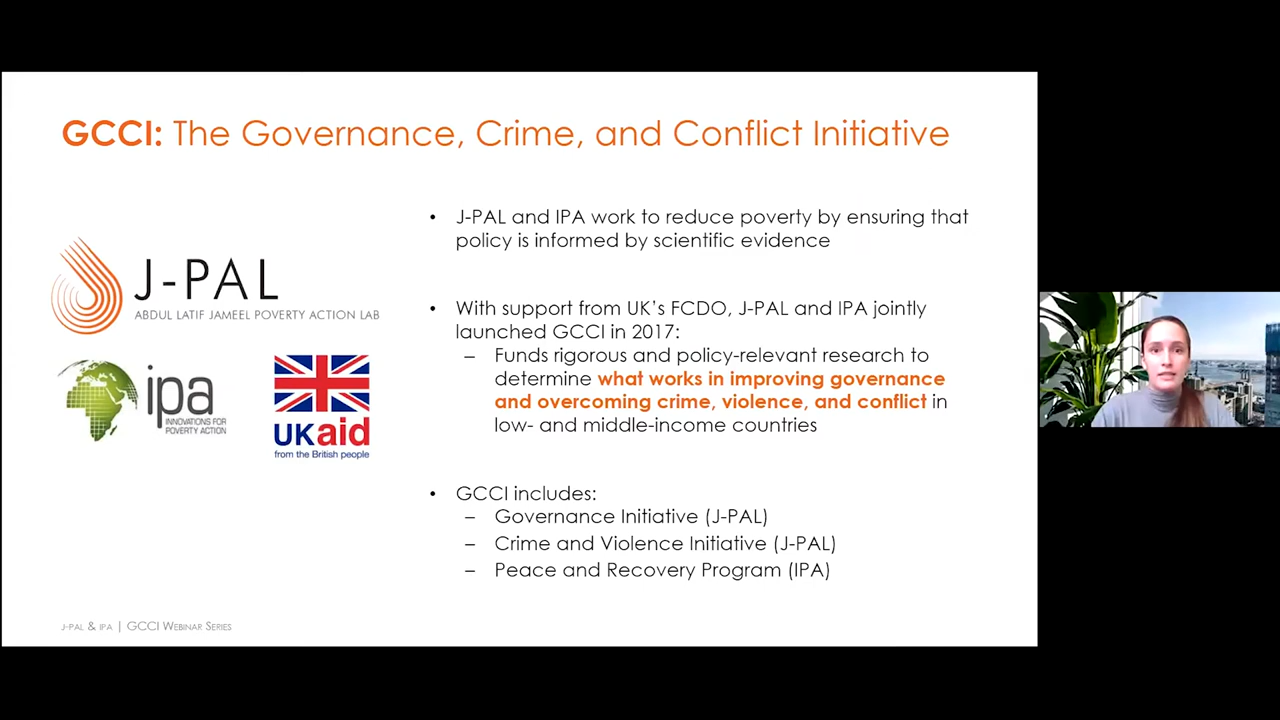 GCCI: The Governance, Crime, and Conflict Initiative
J-PAL
ABDUL LATIF JAMEEL POVERTY ACTION LAB
ipa
INNOVATIONS FOR
POVERTY ACTION
UKaid
from the British people
• J-PAL and IPA work to reduce poverty by ensuring that
policy is informed by scientific evidence
• With support from UK's FCDO, J-PAL and IPA jointly
launched GCCI in 2017:
– Funds rigorous and policy-relevant research to
determine what works in improving governance
and overcoming crime, violence, and conflict in
low- and middle-income countries
• GCCI includes:
– Governance Initiative (J-PAL)
– Crime and Violence Initiative (J-PAL)
– Peace and Recovery Program (IPA)
J-PAL & IPA | GCCI WEBINAR SERIES